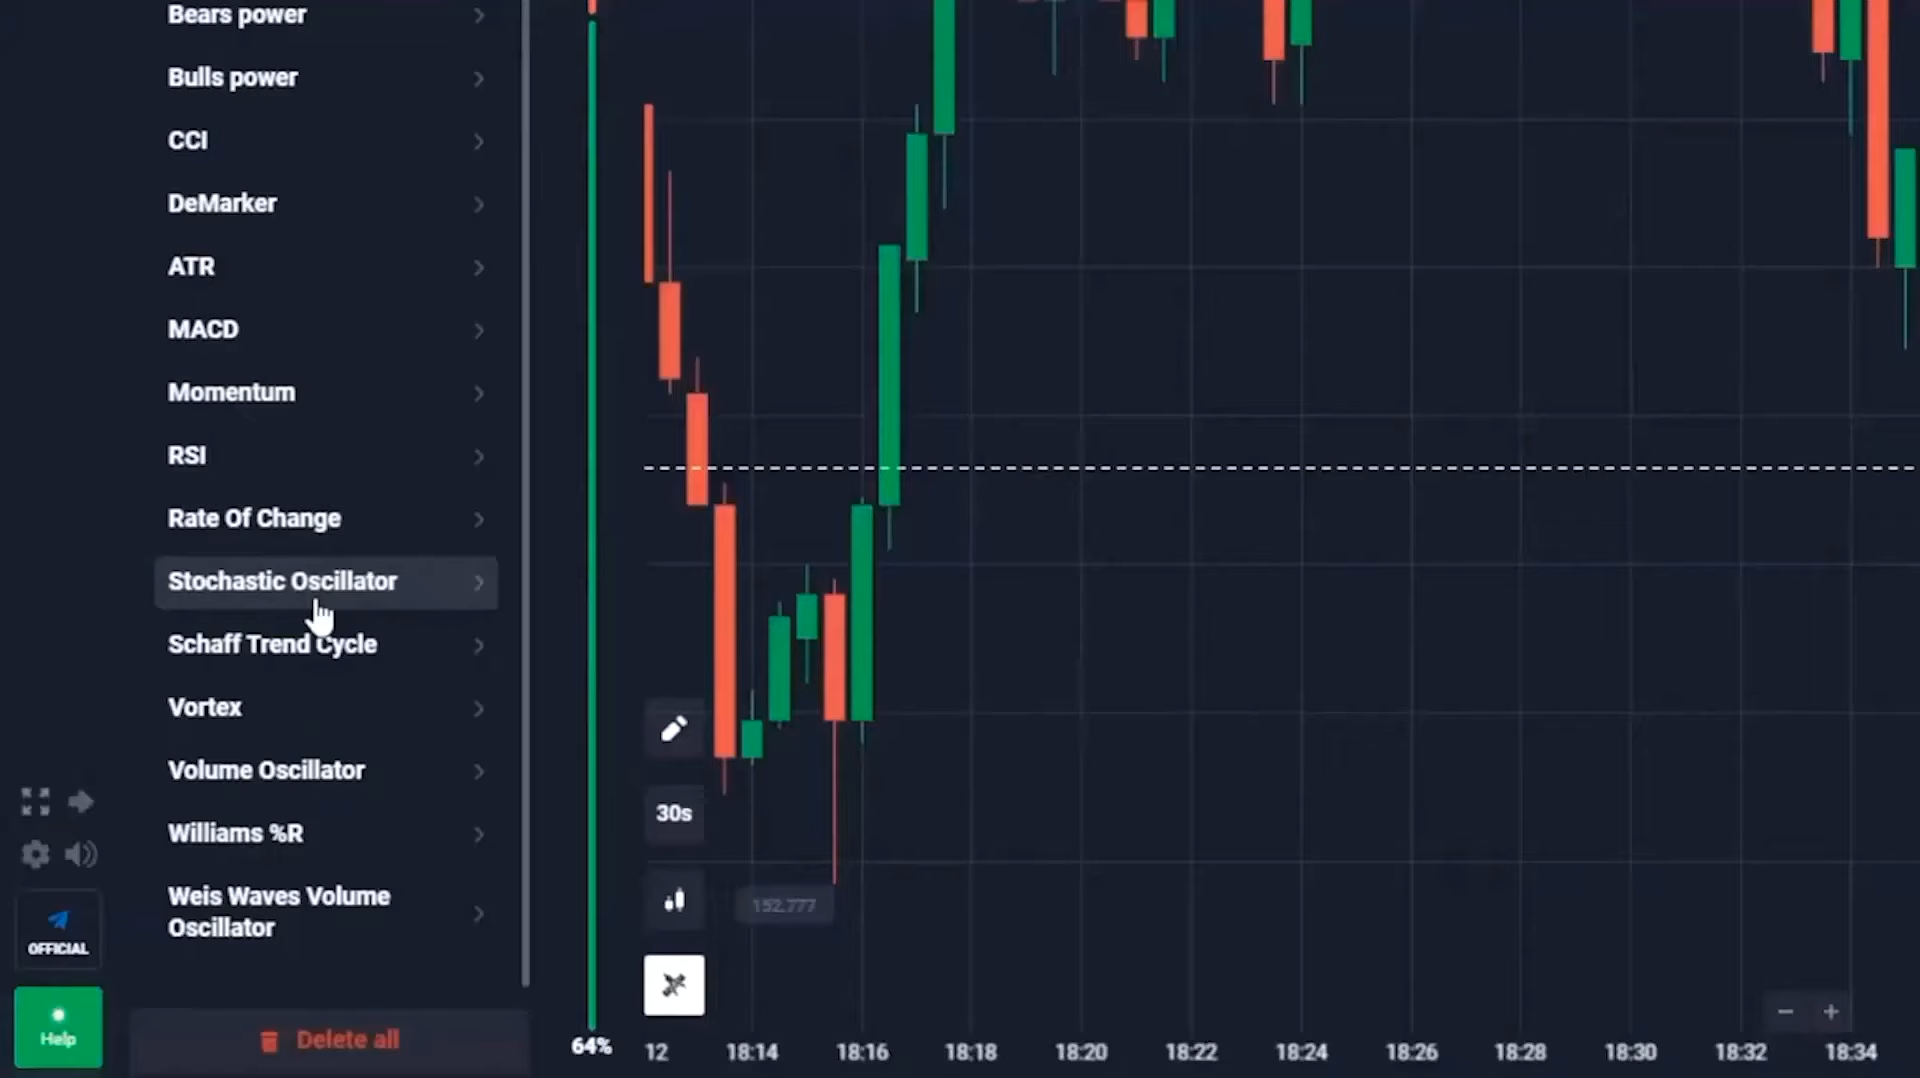 Bears power
Bulls power
CCI
DeMarker
ATR
MACD
Momentum
RSI
Rate Of Change
Stochastic Oscillator
Schaff Trend Cycle
Vortex
Volume Oscillator
Williams %R
Weis Waves Volume
Oscillator
OFFICIAL
Help
Delete all
64%
30s
152.777
12 18:14 18:16 18:18 18:20 18:22 18:24 18:26 18:28 18:30 18:32 18:34